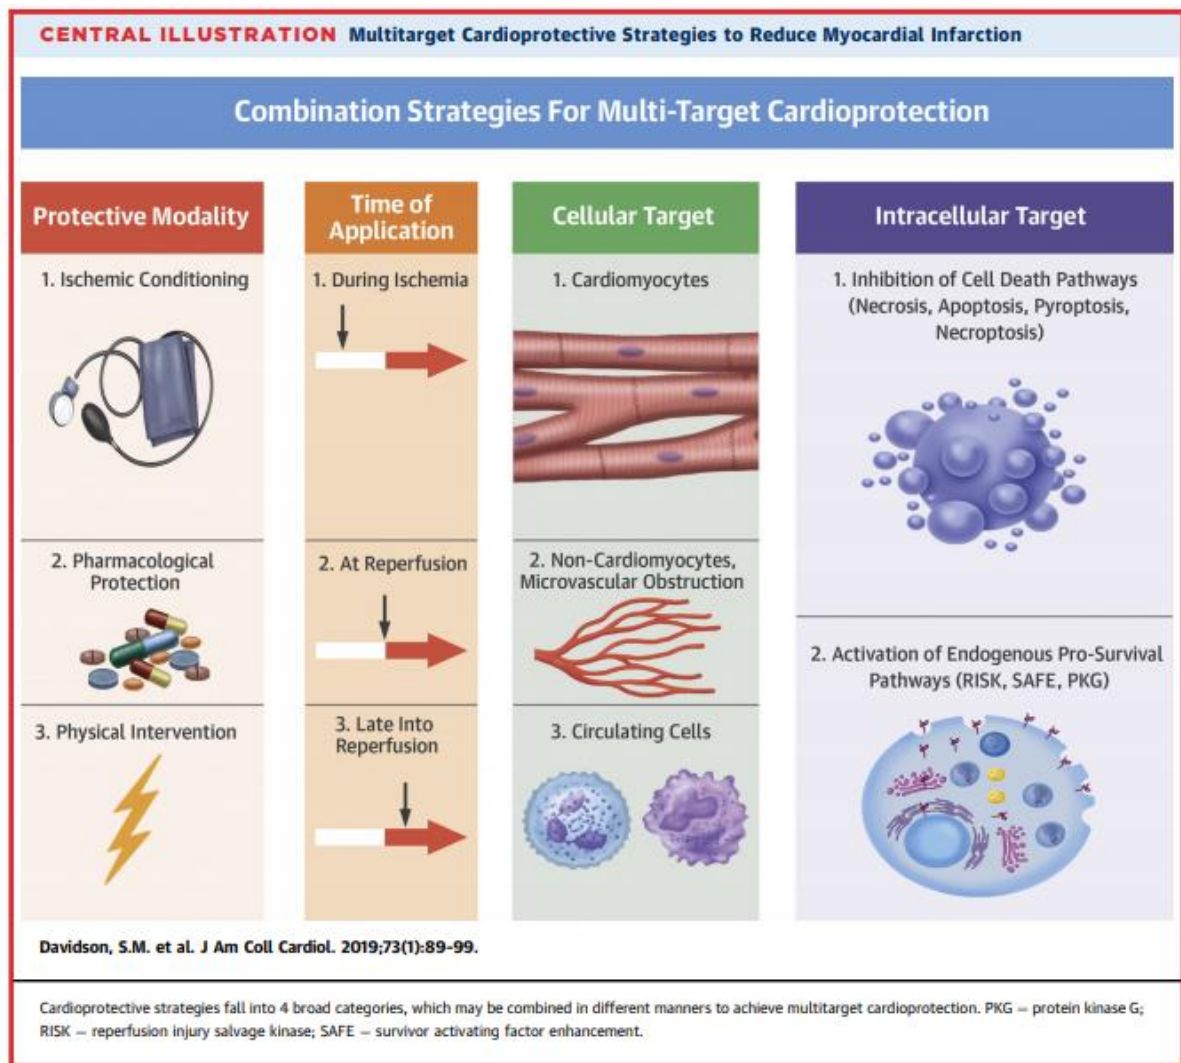 CENTRAL ILLUSTRATION Multitarget Cardioprotective Strategies to Reduce Myocardial Infarction
Combination Strategies For Multi-Target Cardioprotection
Protective Modality
1. Ischemic Conditioning
2. Pharmacological
Protection
3. Physical Intervention
Time of
Application
1. During Ischemia
2. At Reperfusion
3. Late Into
Reperfusion
Cellular Target
1. Cardiomyocytes
2. Non-Cardiomyocytes,
Microvascular Obstruction
3. Circulating Cells
Intracellular Target
1. Inhibition of Cell Death Pathways
(Necrosis, Apoptosis, Pyroptosis,
Necroptosis)
2. Activation of Endogenous Pro-Survival
Pathways (RISK, SAFE, PKG)
Davidson, S.M. et al. J Am Coll Cardiol. 2019;73(1):89-99.
Cardioprotective strategies fall into 4 broad categories, which may be combined in different manners to achieve multitarget cardioprotection. PKG = protein kinase G;
RISK = reperfusion injury salvage kinase; SAFE = survivor activating factor enhancement.